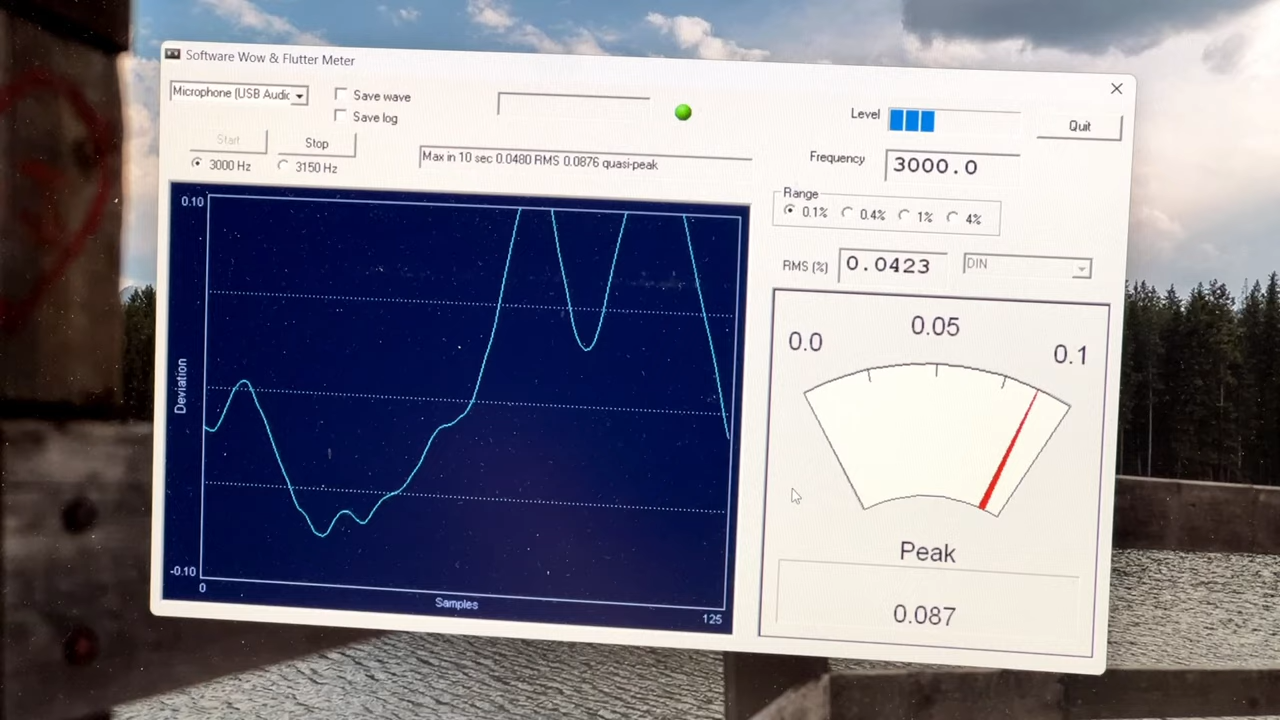 Software Wow & Flutter Meter
Microphone (USB Audic
Save wave
Save log
Start
Stop
3000 Hz
3150 Hz
Max in 10 sec 0.0480 RMS 0.0876 quasi-peak
Level
Quit
Frequency
3000.0
Range
0.1%
0.4%
1%
4%
RMS (%)
0.0423
DIN
0.10
Deviation
-0.10
0
Samples
125
0.0
0.05
0.1
Peak
0.087